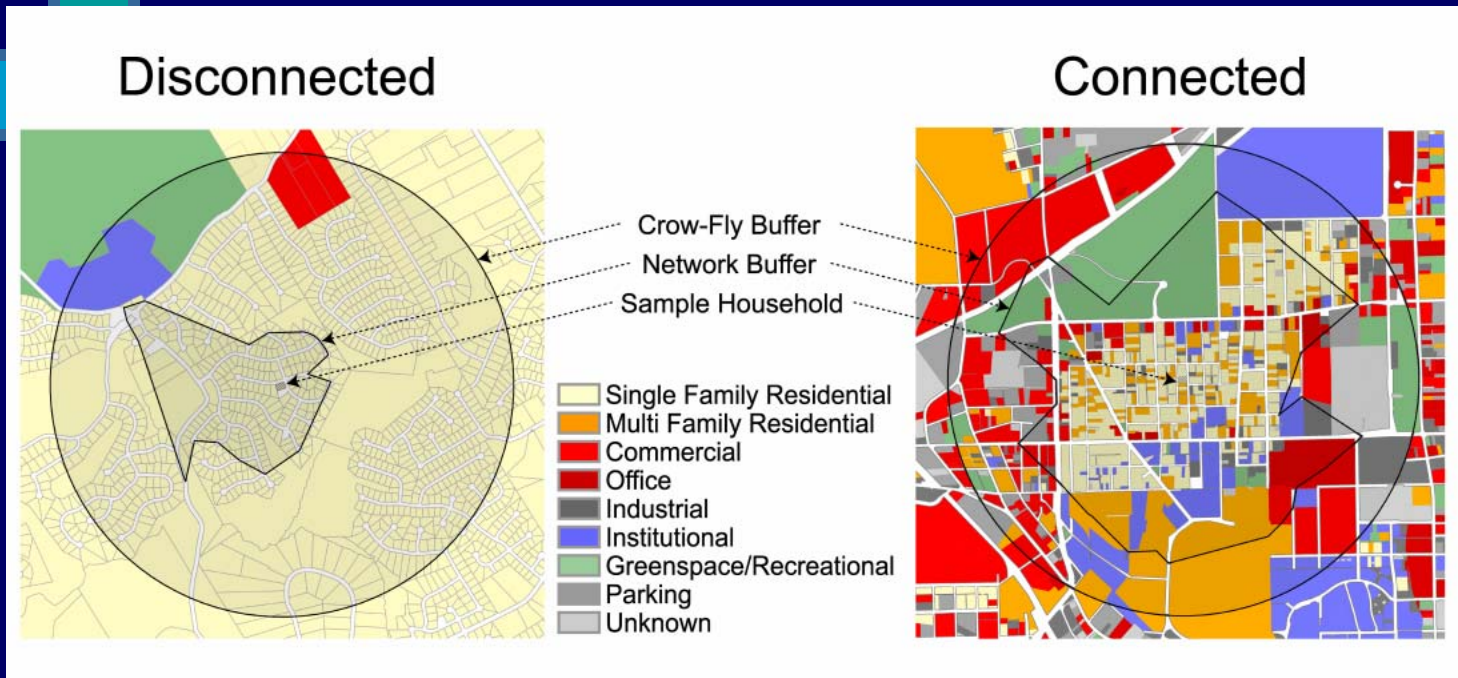 Disconnected
Connected
Crow-Fly Buffer
Network Buffer
Sample Household
Single Family Residential
Multi Family Residential
Commercial
Office
Industrial
Institutional
Greenspace/Recreational
Parking
Unknown